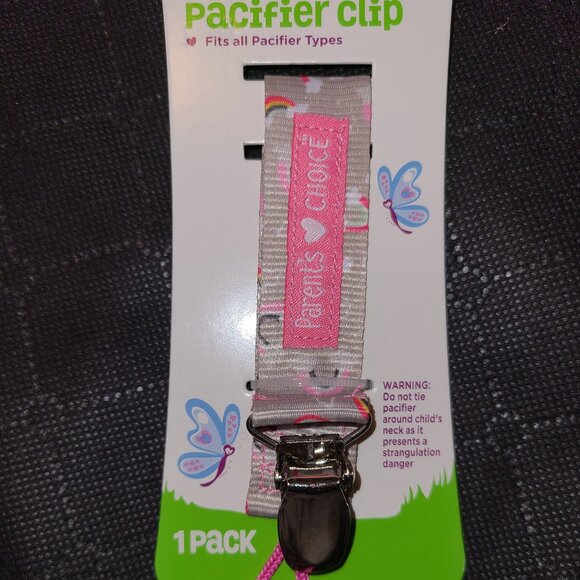 Pacifier Clip
Fits all Pacifier Types
Parent's CHOICE™
WARNING:
Do not tie
pacifier
around child's
neck as it
presents a
strangulation
danger
1 PACK